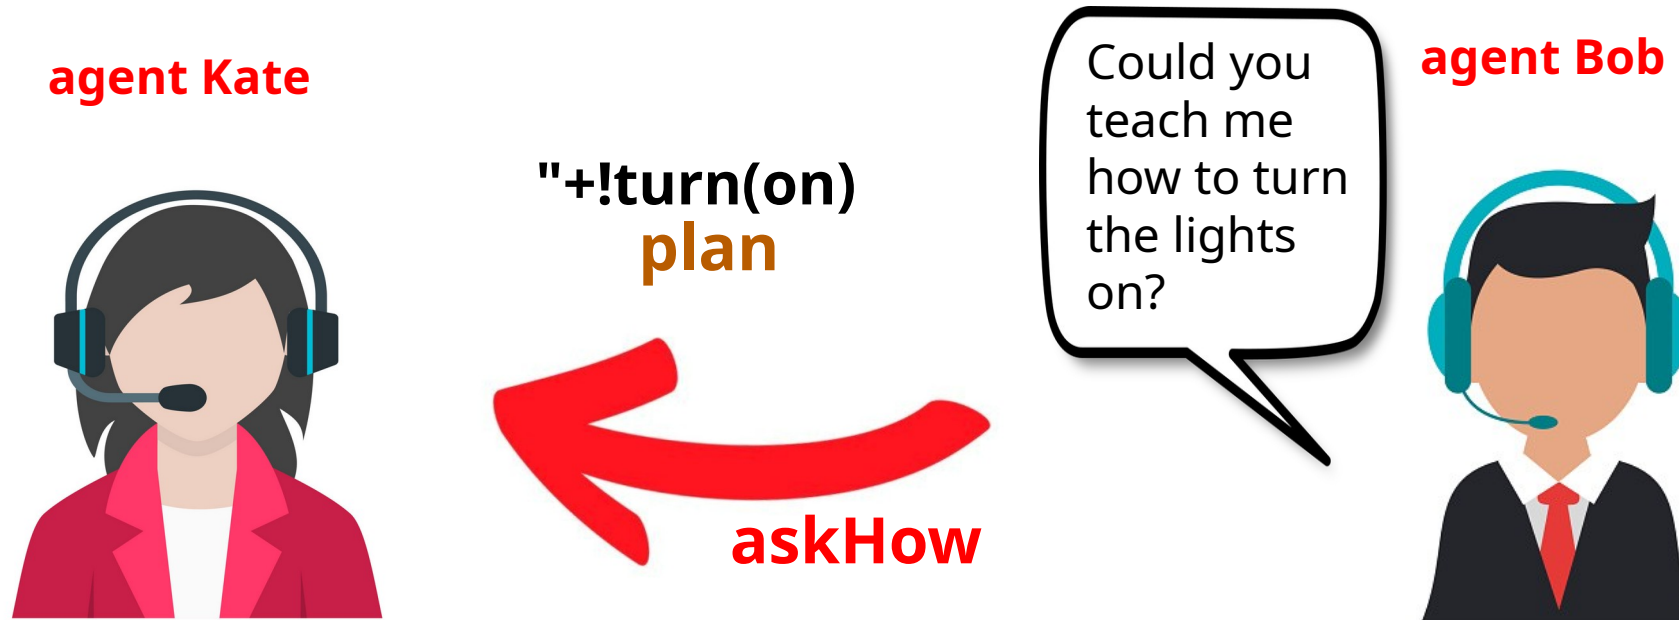 agent Kate
"+!turn(on)
plan
askHow
Could you
teach me
how to turn
the lights
on?
agent Bob